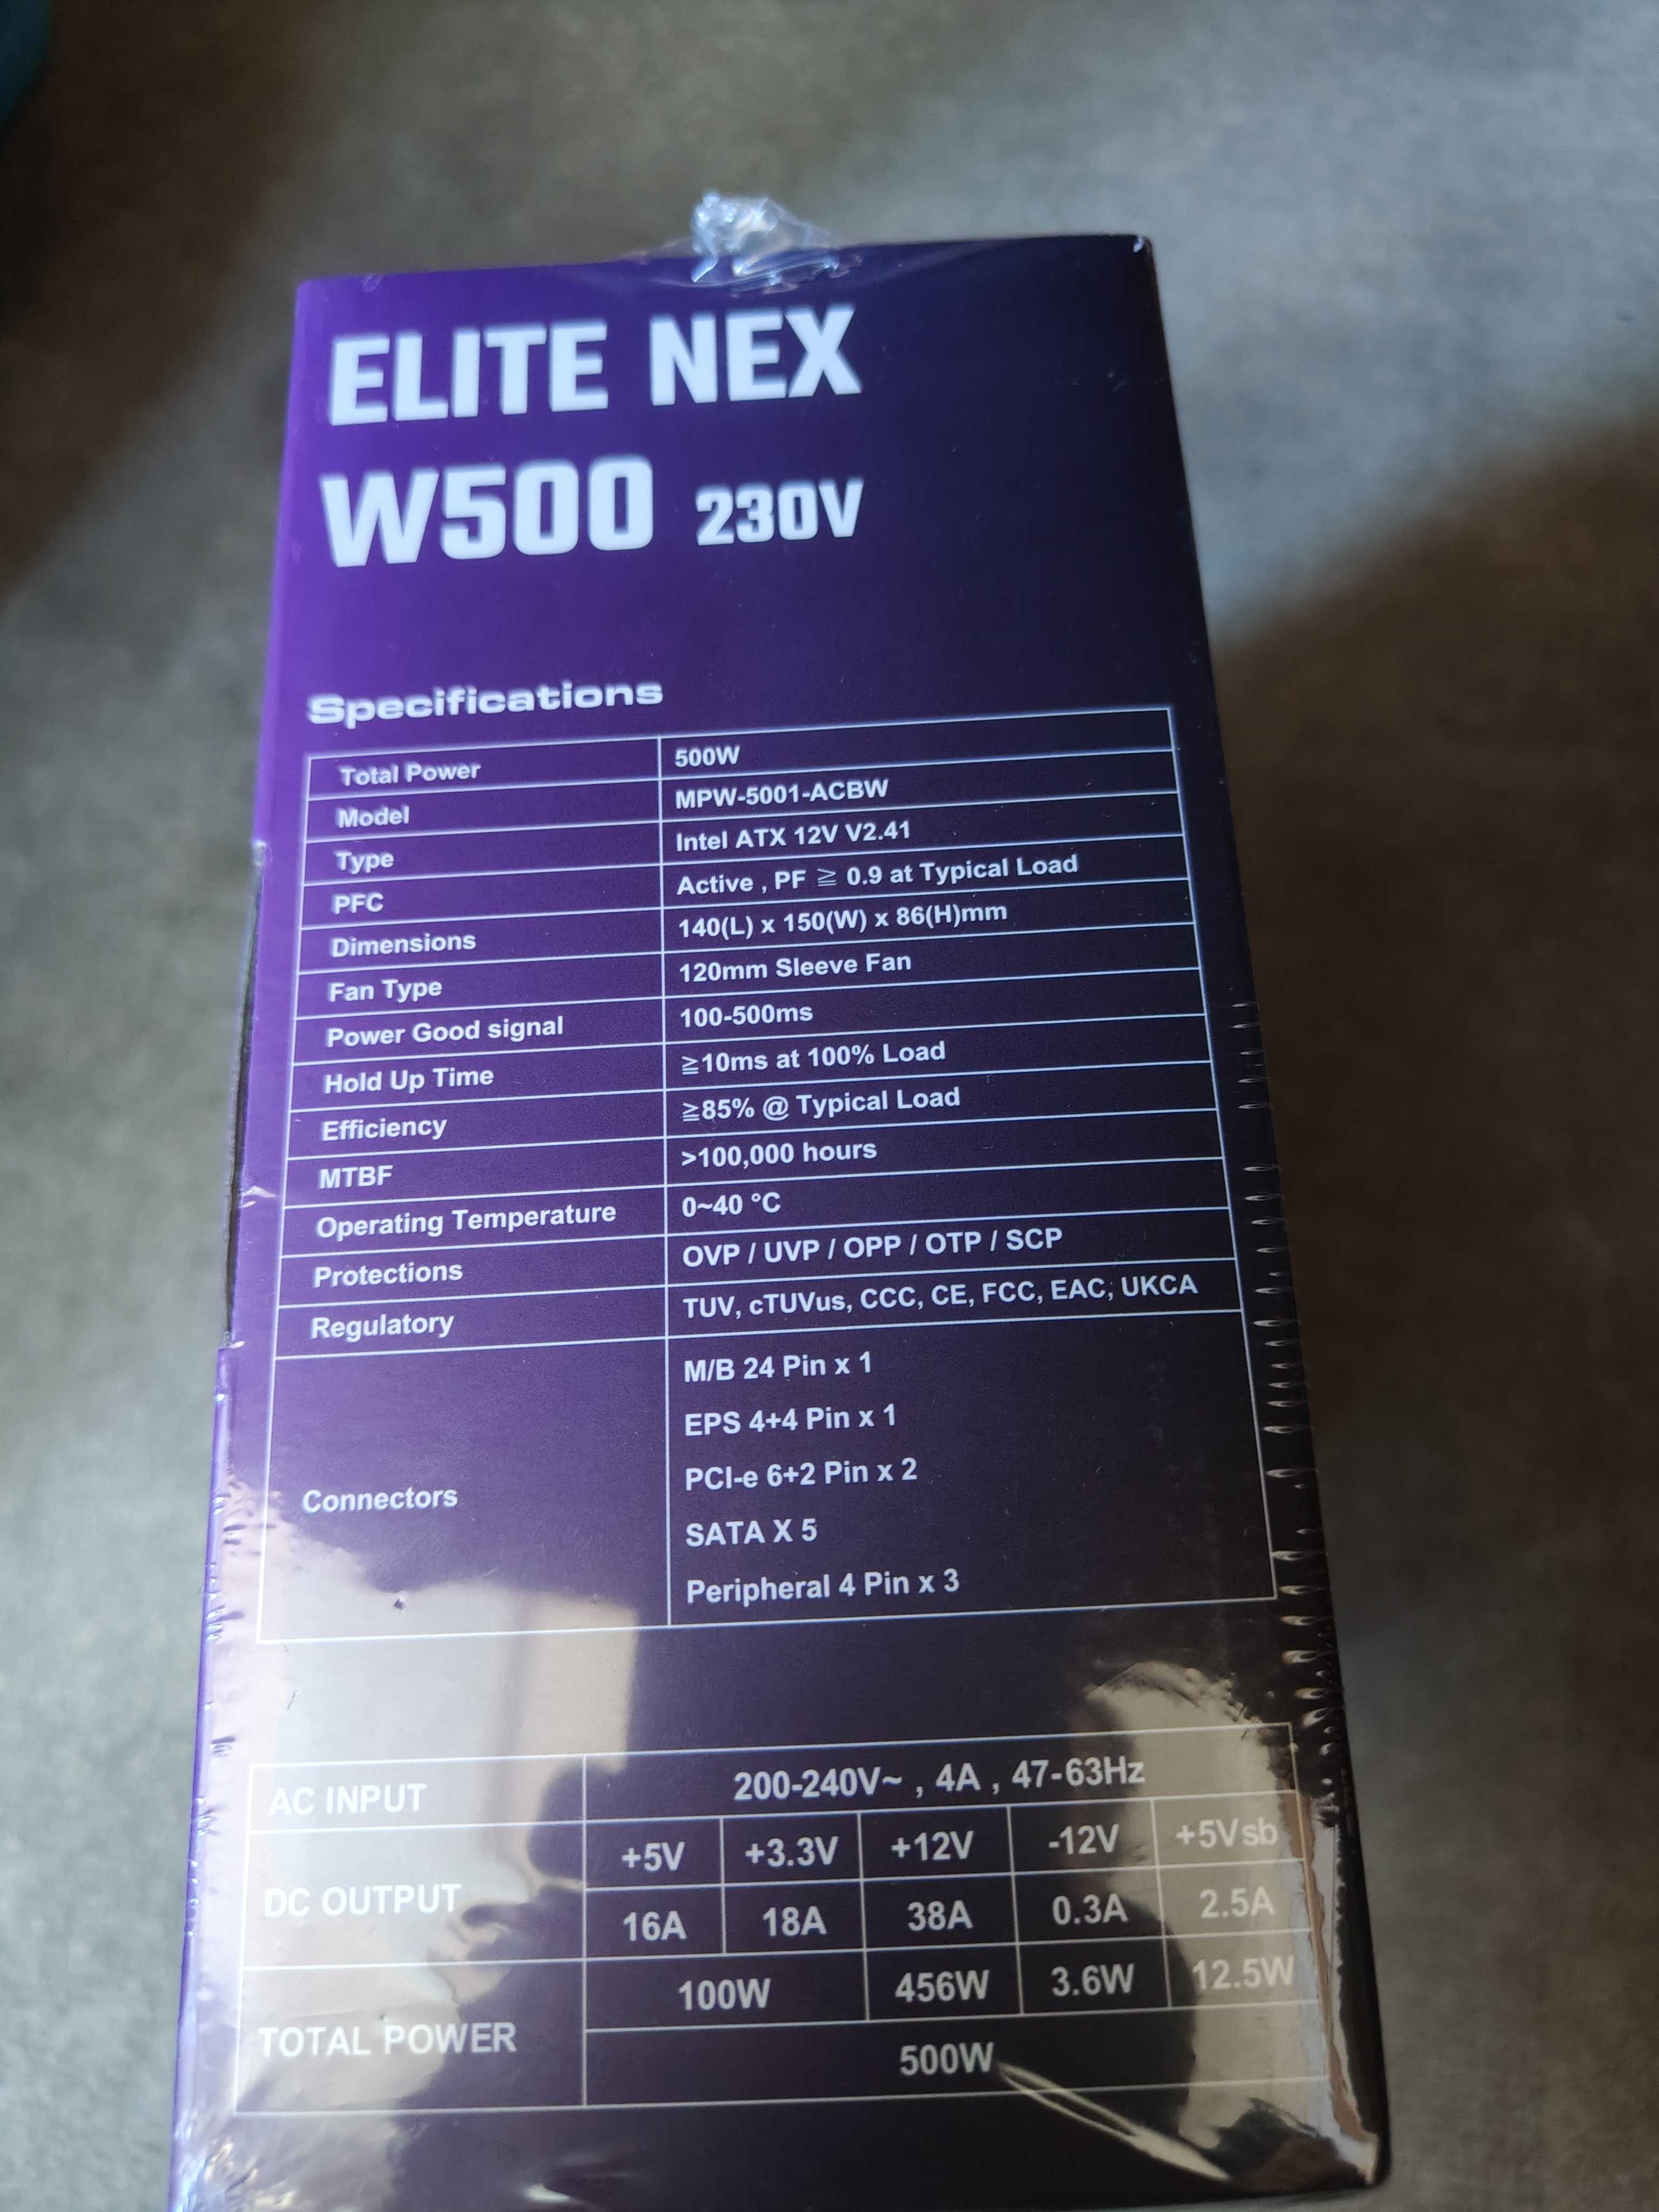 ELITE NEX
W500 230V
Specifications
Total Power 500W
Model MPW-5001-ACBW
Type Intel ATX 12V V2.41
PFC Active , PF ≧ 0.9 at Typical Load
Dimensions 140(L) x 150(W) x 86(H)mm
Fan Type 120mm Sleeve Fan
Power Good signal 100-500ms
Hold Up Time ≧10ms at 100% Load
Efficiency ≧85% @ Typical Load
MTBF >100,000 hours
Operating Temperature 0~40 °C
Protections OVP / UVP / OPP / OTP / SCP
Regulatory TUV, cTUVus, CCC, CE, FCC, EAC, UKCA
Connectors
M/B 24 Pin x 1
EPS 4+4 Pin x 1
PCI-e 6+2 Pin x 2
SATA X 5
Peripheral 4 Pin x 3
AC INPUT 200-240V~ , 4A , 47-63Hz
DC OUTPUT
+5V +3.3V +12V -12V +5Vsb
16A 18A 38A 0.3A 2.5A
TOTAL POWER
100W 456W 3.6W 12.5W
500W